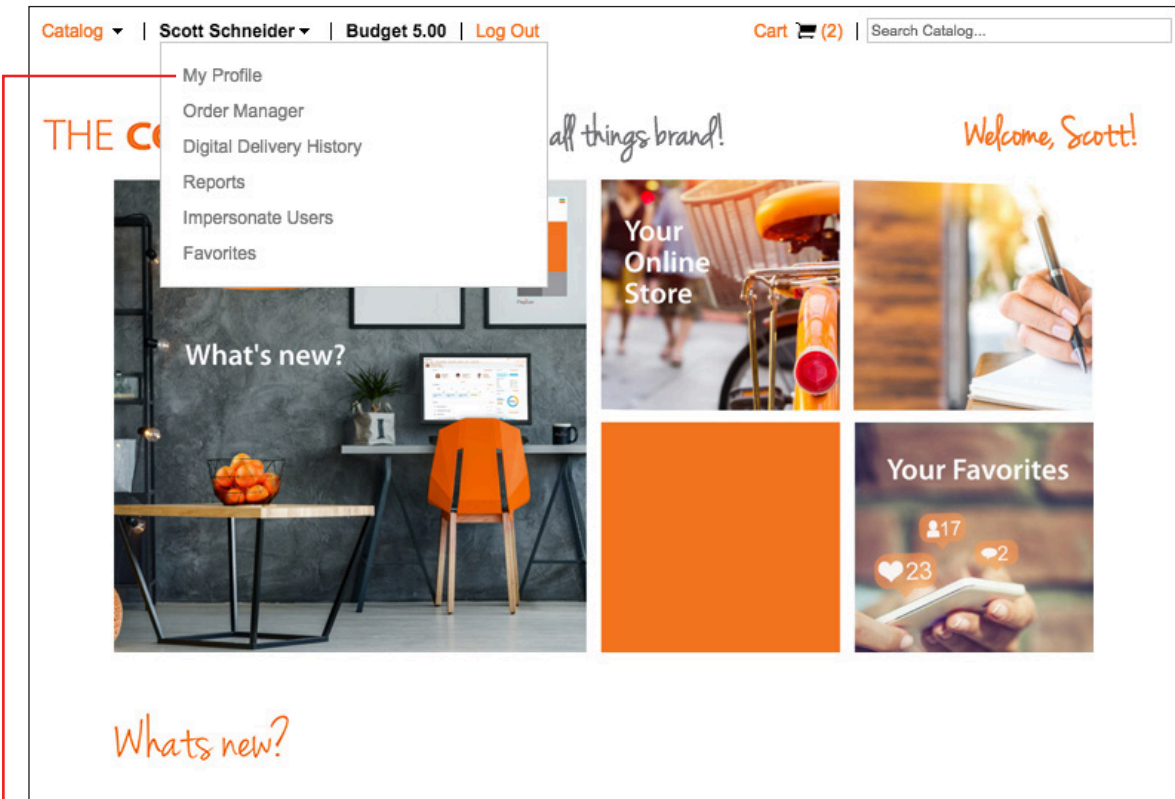 Catalog | Scott Schneider | Budget 5.00 | Log Out Cart (2) | Search Catalog...
My Profile
Order Manager
Digital Delivery History
Reports
Impersonate Users
Favorites
THE all things brand! Welcome, Scott!
Your
Online
Store
What's new?
Your Favorites
17
2
23
Whats new?